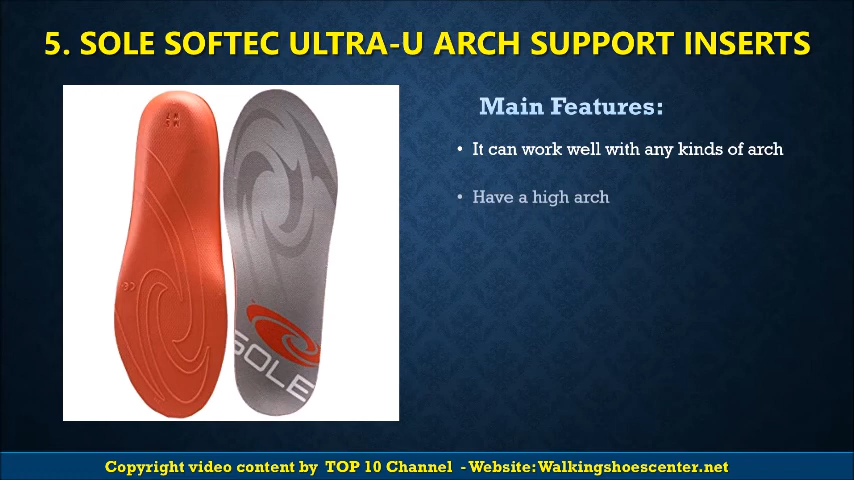 5. SOLE SOFTEC ULTRA-U ARCH SUPPORT INSERTS
Main Features:
• It can work well with any kinds of arch
• Have a high arch
SOLE
Copyright video content by TOP 10 Channel - Website:Walkingshoescenter.net